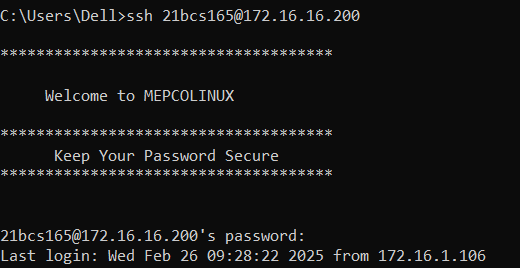 C:\Users\Dell>ssh 21bcs165@172.16.16.200
*************************************
Welcome to MEPCOLINUX
*************************************
Keep Your Password Secure
*************************************
21bcs165@172.16.16.200's password:
Last login: Wed Feb 26 09:28:22 2025 from 172.16.1.106